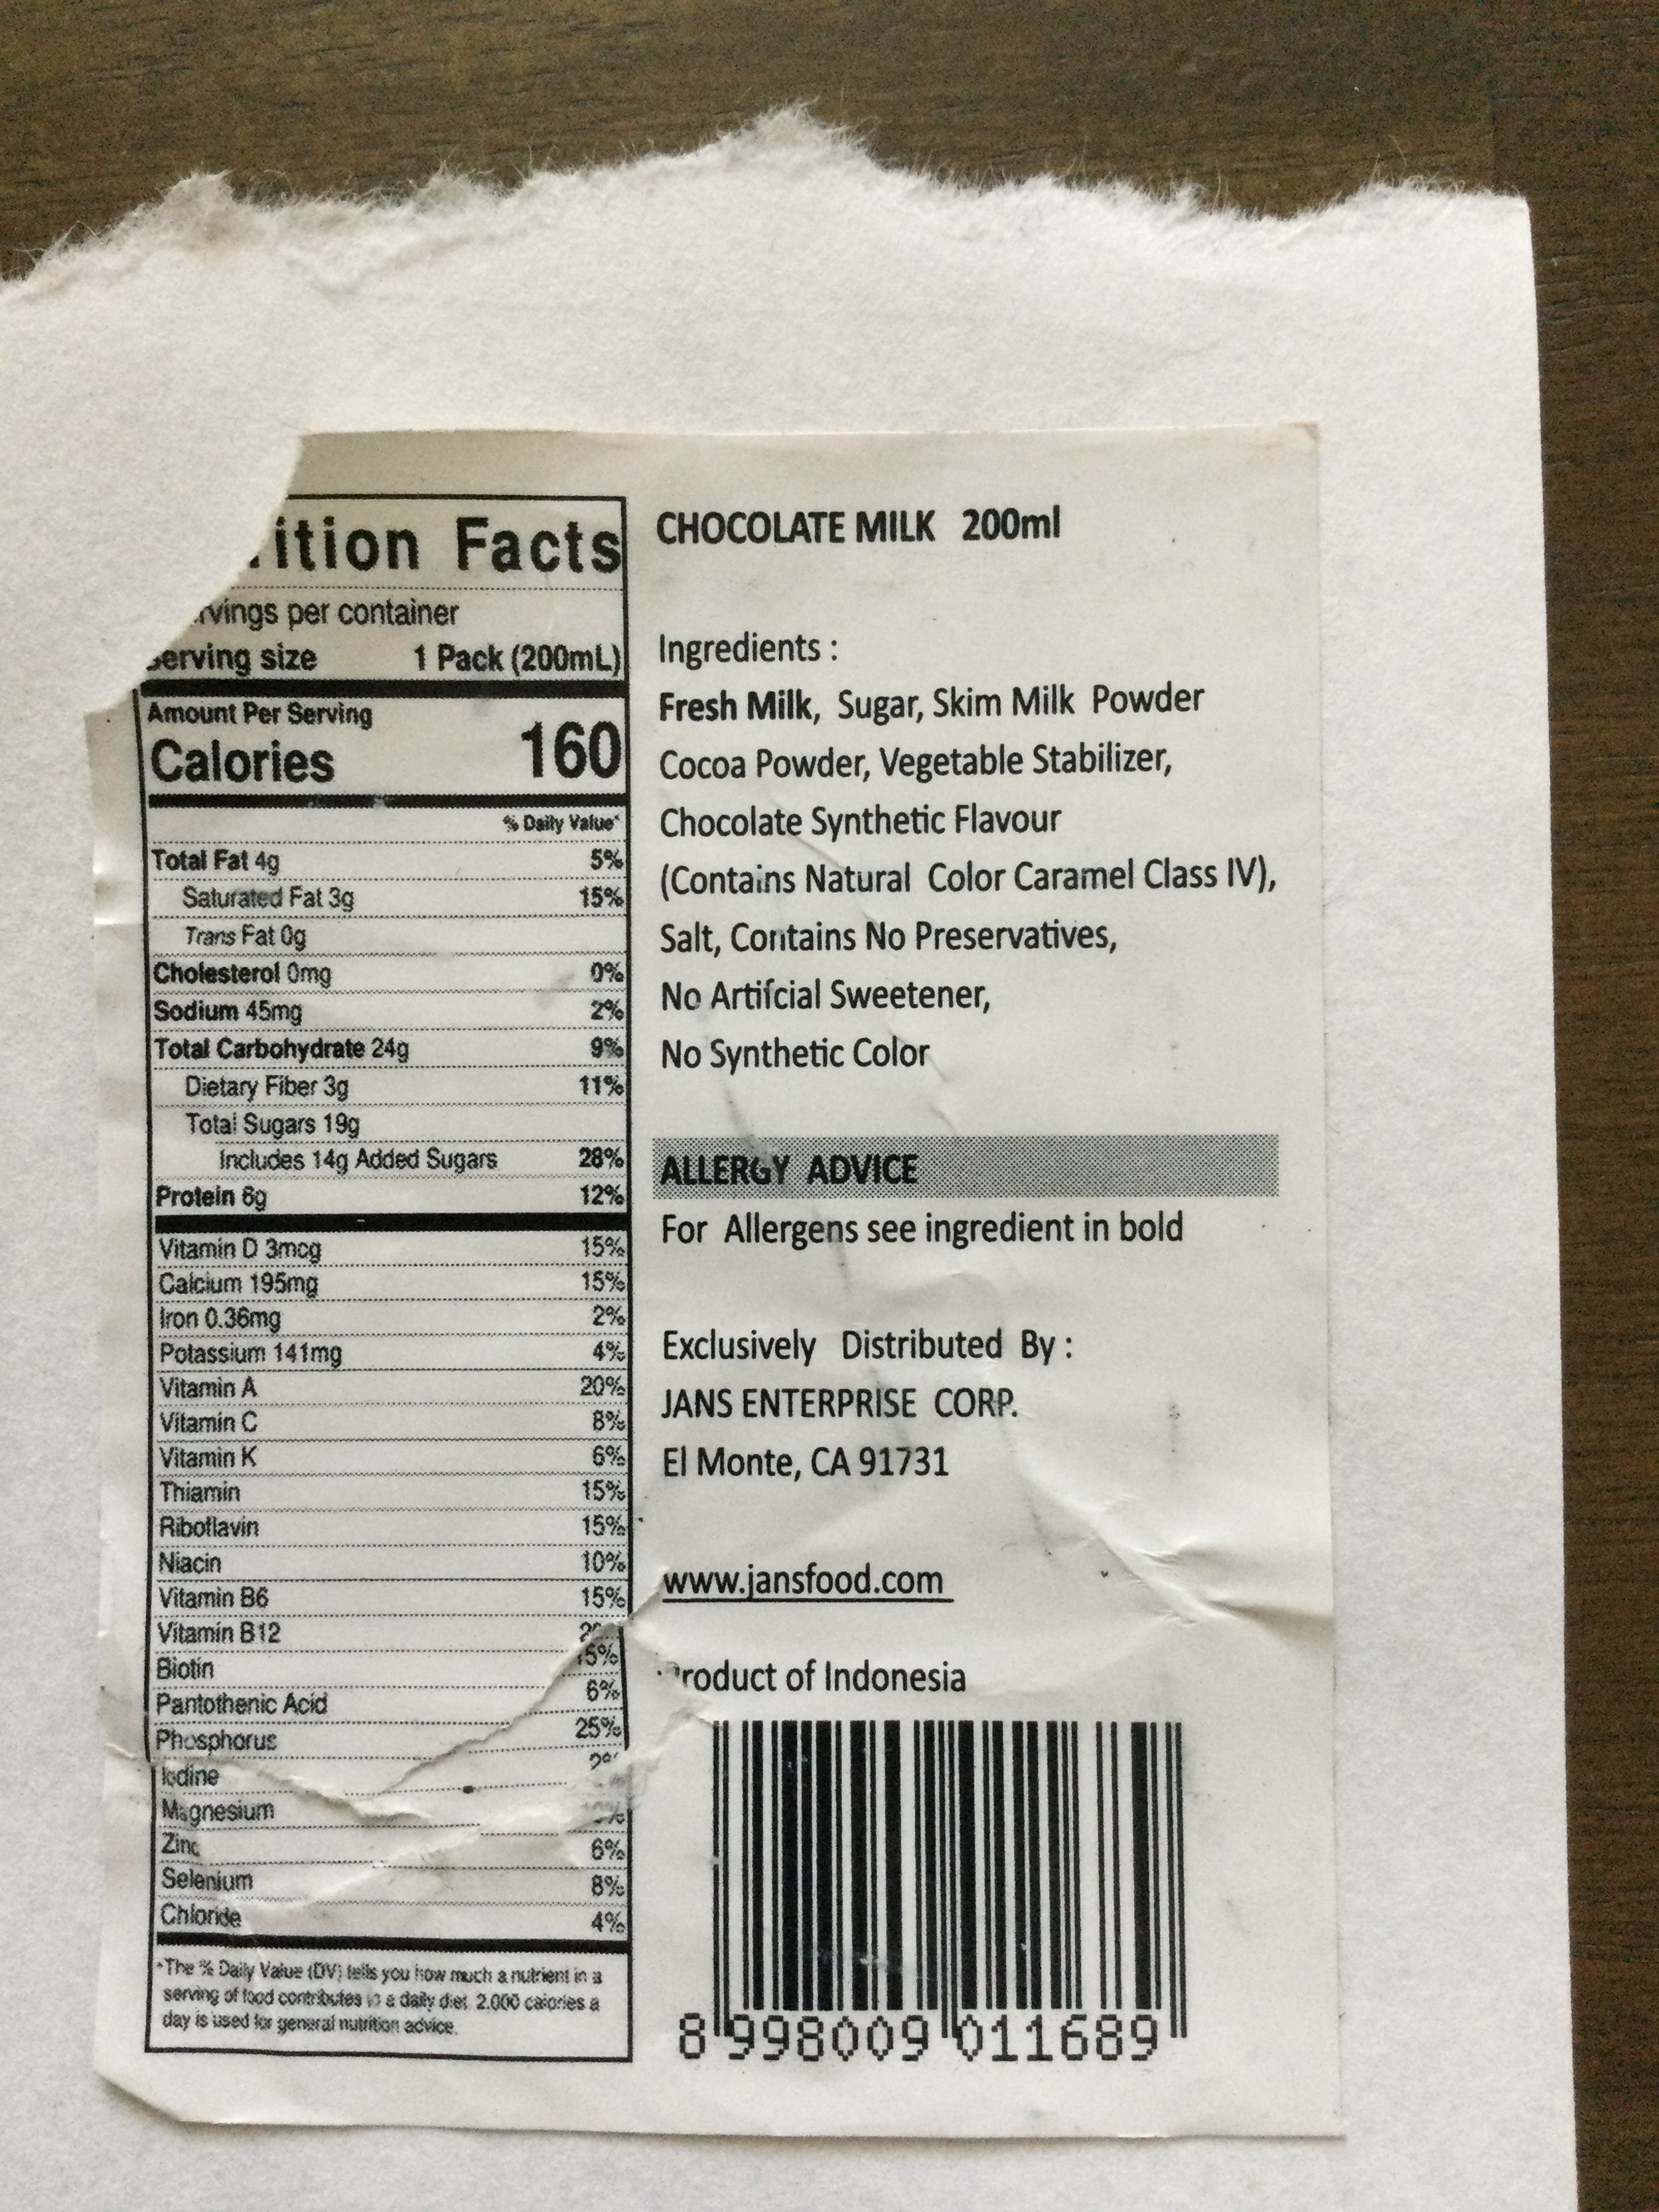 Facts
per container
Serving size 1 Pack (200mL)
Amount Per Serving
Calories 160
% Daily Value*
Total Fat 4g 5%
Saturated Fat 3g 15%
Trans Fat 0g
Cholesterol 0mg 0%
Sodium 45mg 2%
Total Carbohydrate 24g 9%
Dietary Fiber 3g 11%
Total Sugars 19g
Includes 14g Added Sugars 28%
Protein 6g 12%
Vitamin D 3mcg 15%
Calcium 195mg 15%
Iron 0.36mg 2%
Potassium 141mg 4%
Vitamin A 20%
Vitamin C 8%
Vitamin K 6%
Thiamin 15%
Riboflavin 15%
Niacin 10%
Vitamin B6 15%
Vitamin B12
Biotin
Pantothenic Acid 6%
Phosphorus 25%
Iodine
Magnesium
Zinc 6%
Selenium 8%
Chloride 4%
*The % Daily Value (DV) tells you how much a nutrient in a
serving of food contributes to a daily diet. 2,000 calories a
day is used for general nutrition advice.
CHOCOLATE MILK 200ml
Ingredients :
Fresh Milk, Sugar, Skim Milk Powder
Cocoa Powder, Vegetable Stabilizer,
Chocolate Synthetic Flavour
(Contains Natural Color Caramel Class IV),
Salt, Contains No Preservatives,
No Artifcial Sweetener,
No Synthetic Color
ALLERGY ADVICE
For Allergens see ingredient in bold
Exclusively Distributed By :
JANS ENTERPRISE CORP.
El Monte, CA 91731
www.jansfood.com
Product of Indonesia
8 998009 011689